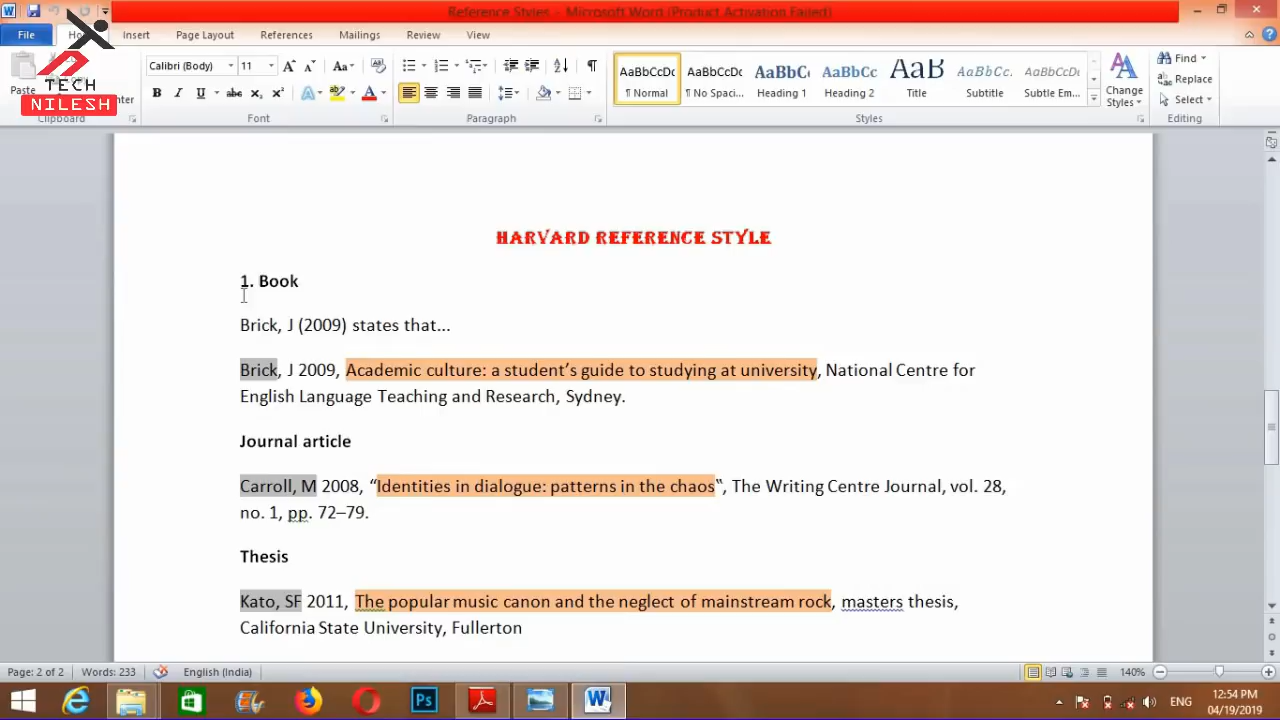 Reference Styles - Microsoft Word (Product Activation Failed)
File Insert Page Layout References Mailings Review View
TECH
NILESH
Paste
Calibri (Body) 11 Aa
AaBbCcDc AaBbCcDc AaBbC AaBbCc AaB AaBbCc. AaBbCcDc
¶ Normal ¶ No Spaci... Heading 1 Heading 2 Title Subtitle Subtle Em...
Change
Styles
Find
Replace
Select
Clipboard Font Paragraph Styles Editing
HARVARD REFERENCE STYLE
1. Book
Brick, J (2009) states that...
Brick, J 2009, Academic culture: a student’s guide to studying at university, National Centre for
English Language Teaching and Research, Sydney.
Journal article
Carroll, M 2008, “Identities in dialogue: patterns in the chaos‟, The Writing Centre Journal, vol. 28,
no. 1, pp. 72–79.
Thesis
Kato, SF 2011, The popular music canon and the neglect of mainstream rock, masters thesis,
California State University, Fullerton
Page: 2 of 2 Words: 233 English (India) 140%
Ps W ENG 12:54 PM
04/19/2019